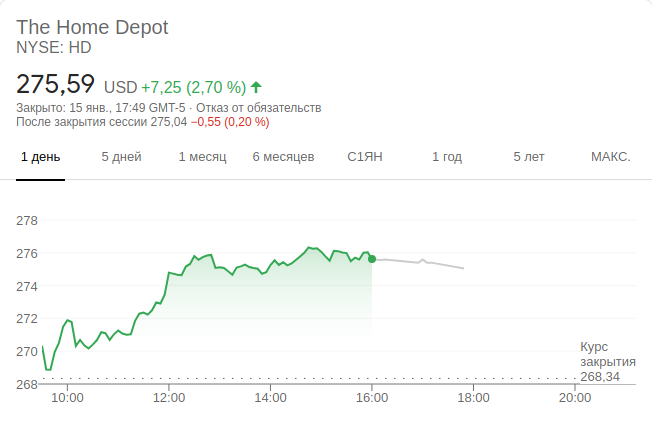 The Home Depot
NYSE: HD
275,59 USD +7,25 (2,70 %)
Закрыто: 15 янв., 17:49 GMT-5 · Отказ от обязательств
После закрытия сессии 275,04 −0,55 (0,20 %)
1 день 5 дней 1 месяц 6 месяцев С1ЯН 1 год 5 лет МАКС.
278
276
274
272
270
Курс
закрытия
268,34
268
10:00 12:00 14:00 16:00 18:00 20:00